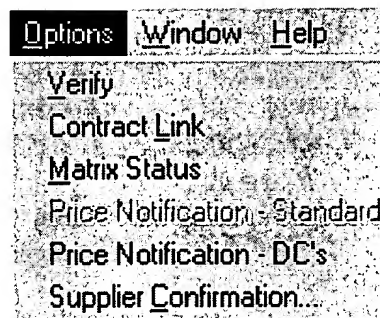 Options Window Help
Verify
Contract Link
Matrix Status
Price Notification - Standard
Price Notification - DC's
Supplier Confirmation...